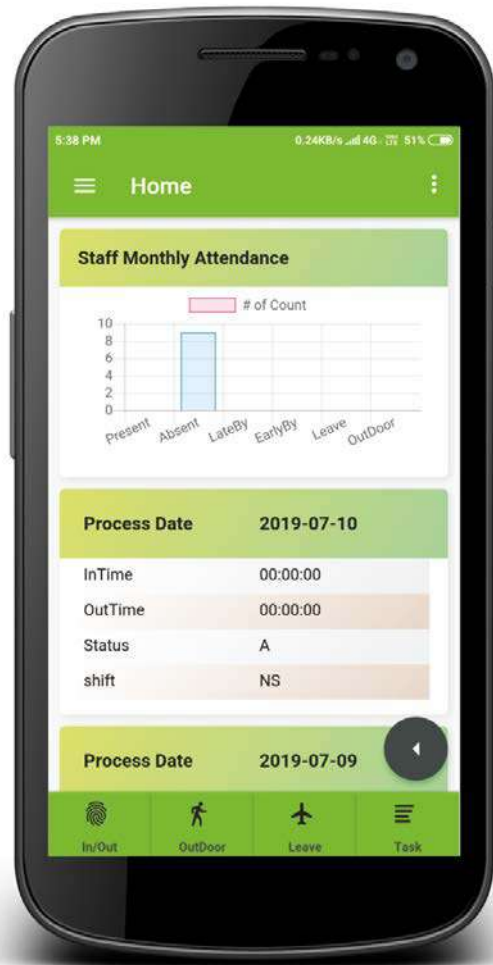 5:38 PM 0.24KB/s 4G VoLTE 51%
Home
Staff Monthly Attendance
# of Count
10
8
6
4
2
0
Present Absent LateBy EarlyBy Leave OutDoor
Process Date 2019-07-10
InTime 00:00:00
OutTime 00:00:00
Status A
shift NS
Process Date 2019-07-09
In/Out OutDoor Leave Task